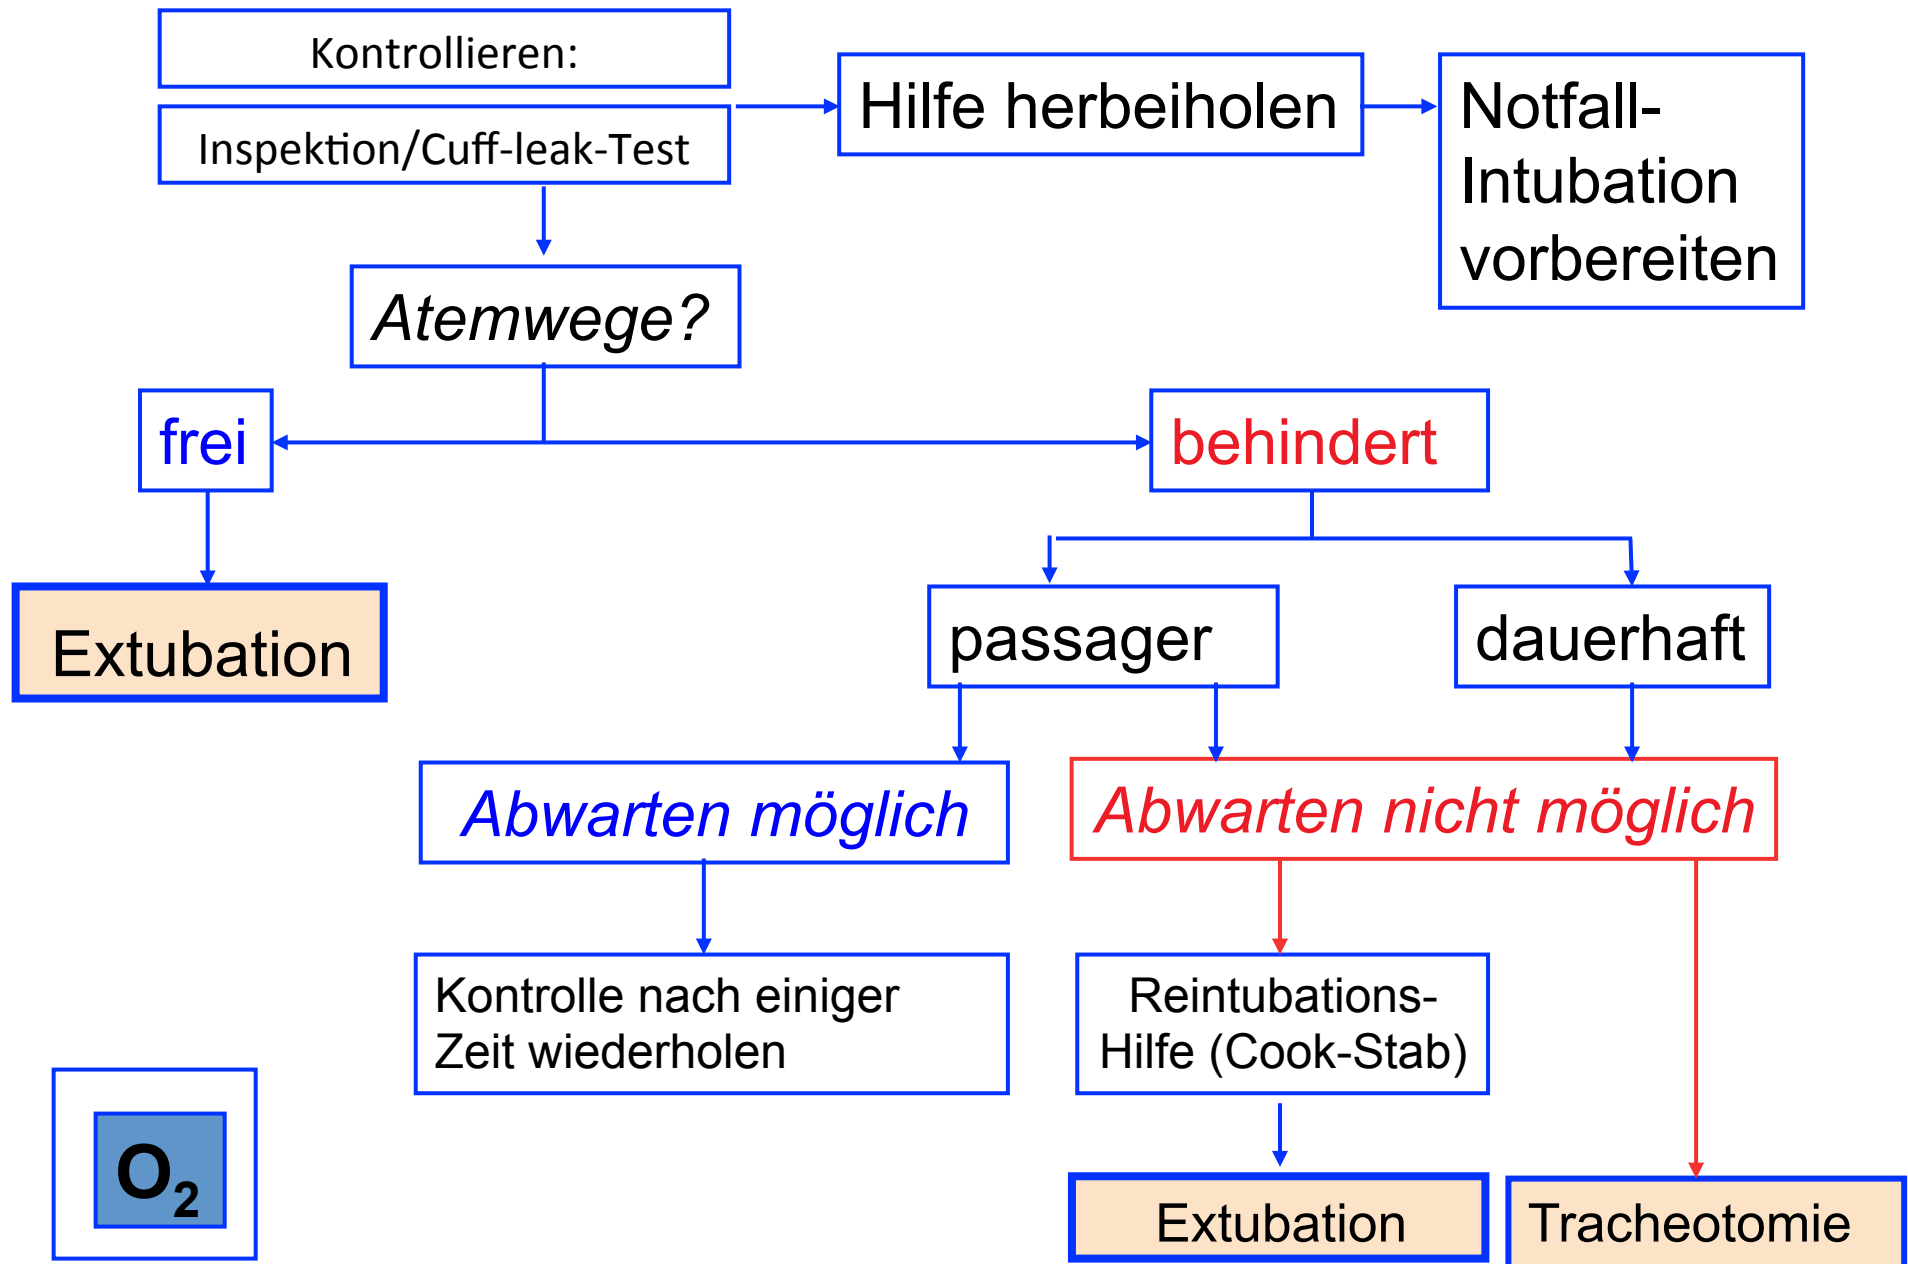 Kontrollieren:
Inspektion/Cuff-leak-Test
Hilfe herbeiholen
Notfall-
Intubation
vorbereiten
Atemwege?
frei
behindert
Extubation
passager
dauerhaft
Abwarten möglich
Abwarten nicht möglich
Kontrolle nach einiger
Zeit wiederholen
Reintubations-
Hilfe (Cook-Stab)
O₂
Extubation
Tracheotomie